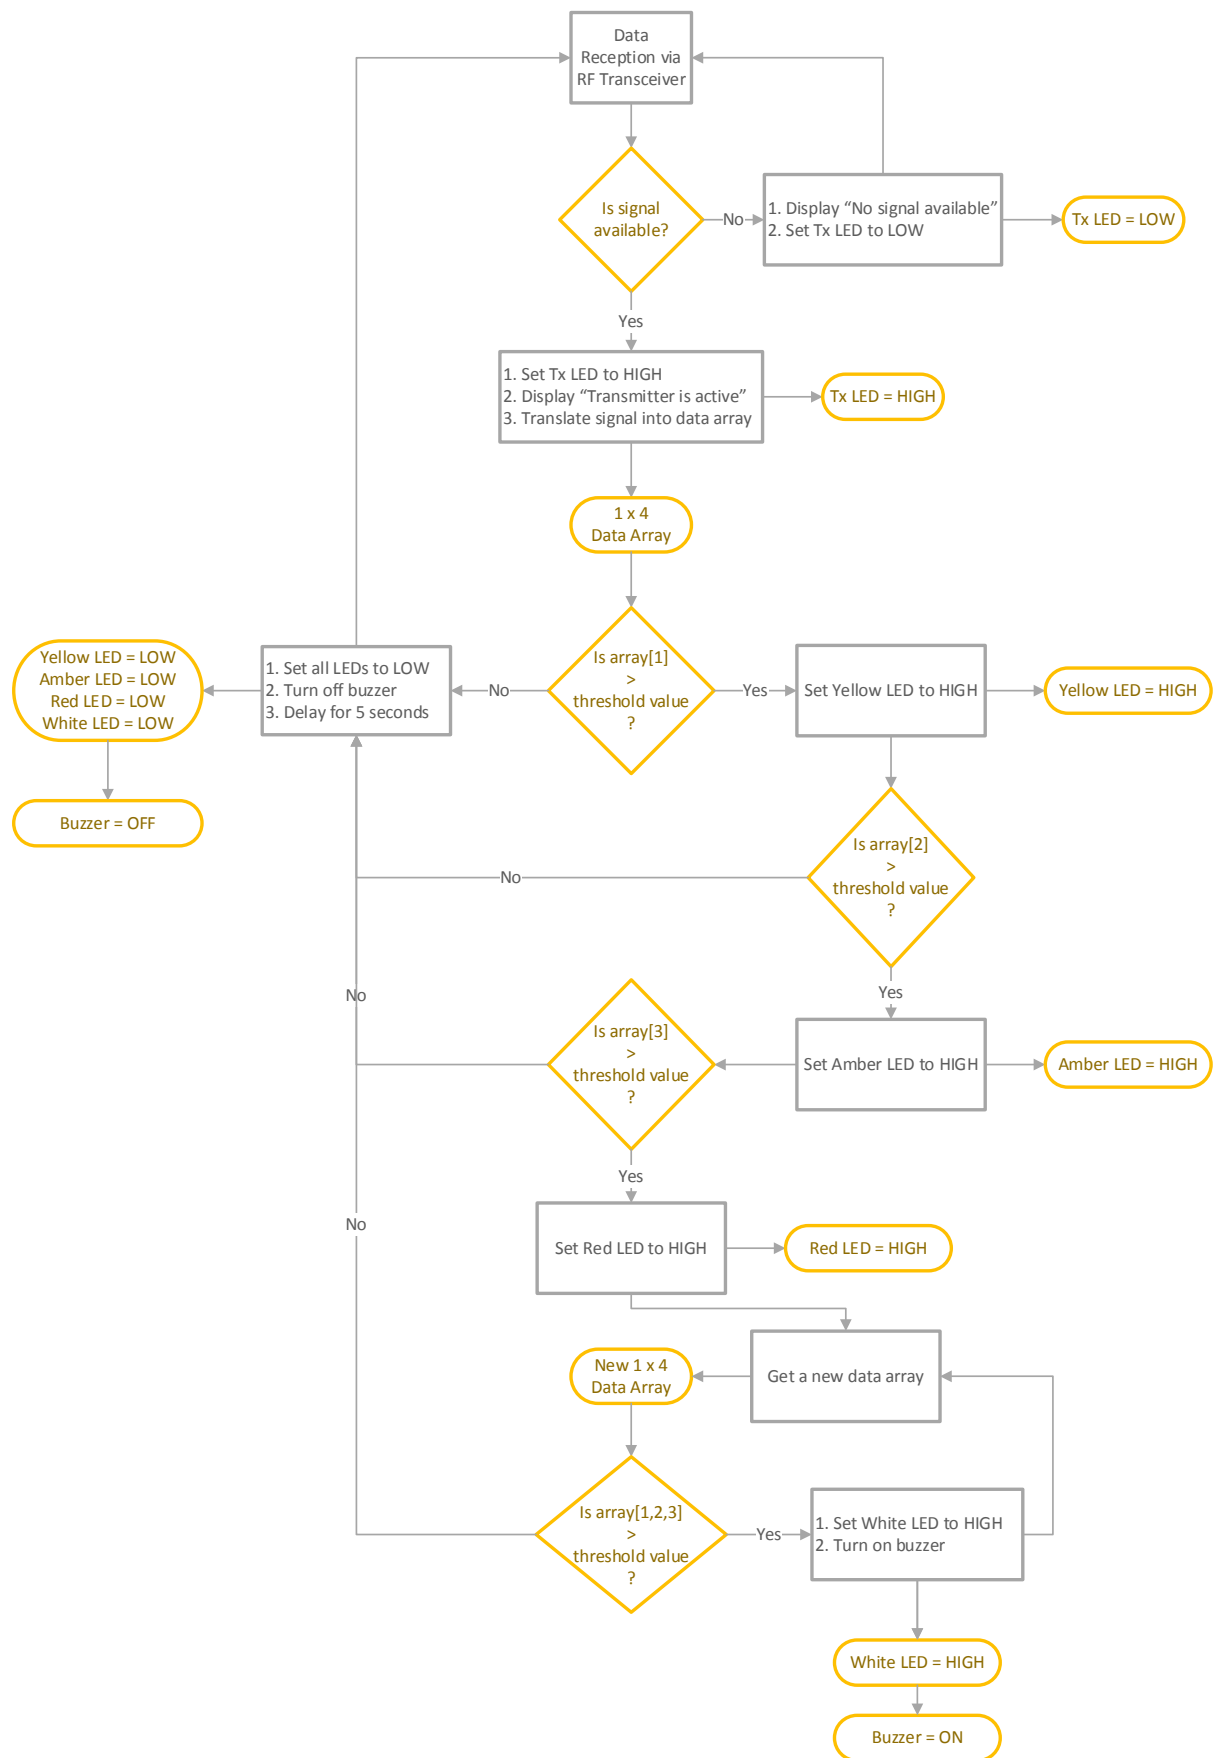 Data
Reception via
RF Transceiver
Is signal
available?
No
1. Display “No signal available”
2. Set Tx LED to LOW
Tx LED = LOW
Yes
1. Set Tx LED to HIGH
2. Display “Transmitter is active”
3. Translate signal into data array
Tx LED = HIGH
1 x 4
Data Array
Is array[1]
>
threshold value
?
No
1. Set all LEDs to LOW
2. Turn off buzzer
3. Delay for 5 seconds
Yellow LED = LOW
Amber LED = LOW
Red LED = LOW
White LED = LOW
Buzzer = OFF
Yes
Set Yellow LED to HIGH
Yellow LED = HIGH
Is array[2]
>
threshold value
?
No
Yes
Set Amber LED to HIGH
Amber LED = HIGH
Is array[3]
>
threshold value
?
No
Yes
Set Red LED to HIGH
Red LED = HIGH
Get a new data array
New 1 x 4
Data Array
Is array[1,2,3]
>
threshold value
?
No
Yes
1. Set White LED to HIGH
2. Turn on buzzer
White LED = HIGH
Buzzer = ON